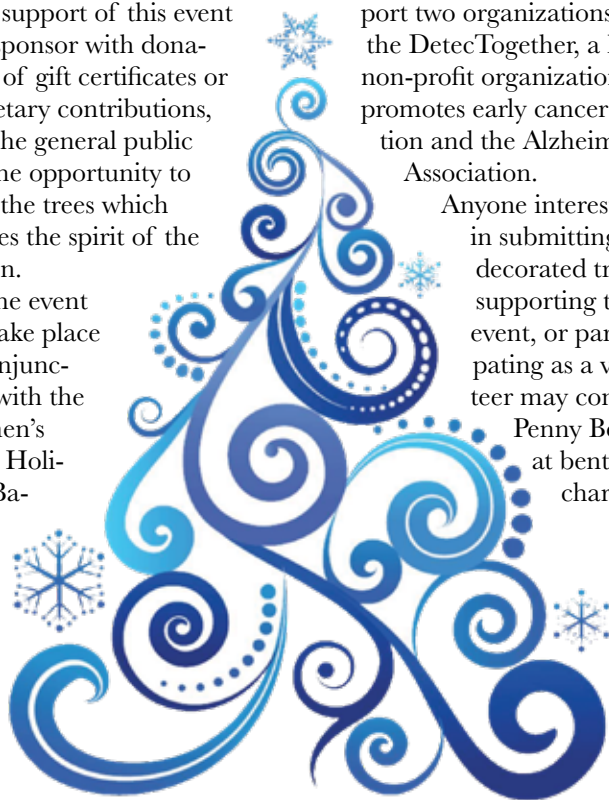 support of this event
sponsor with dona-
of gift certificates or
etary contributions,
he general public
he opportunity to
the trees which
es the spirit of the
n.
he event
ake place
njunc-
with the
en's
Holi-
Ba-
port two organizations
the DetecTogether, a
non-profit organization
promotes early cancer
tion and the Alzheim
Association.
Anyone interes
in submitting
decorated tr
supporting t
event, or par
pating as a v
teer may con
Penny Be
at bent
char